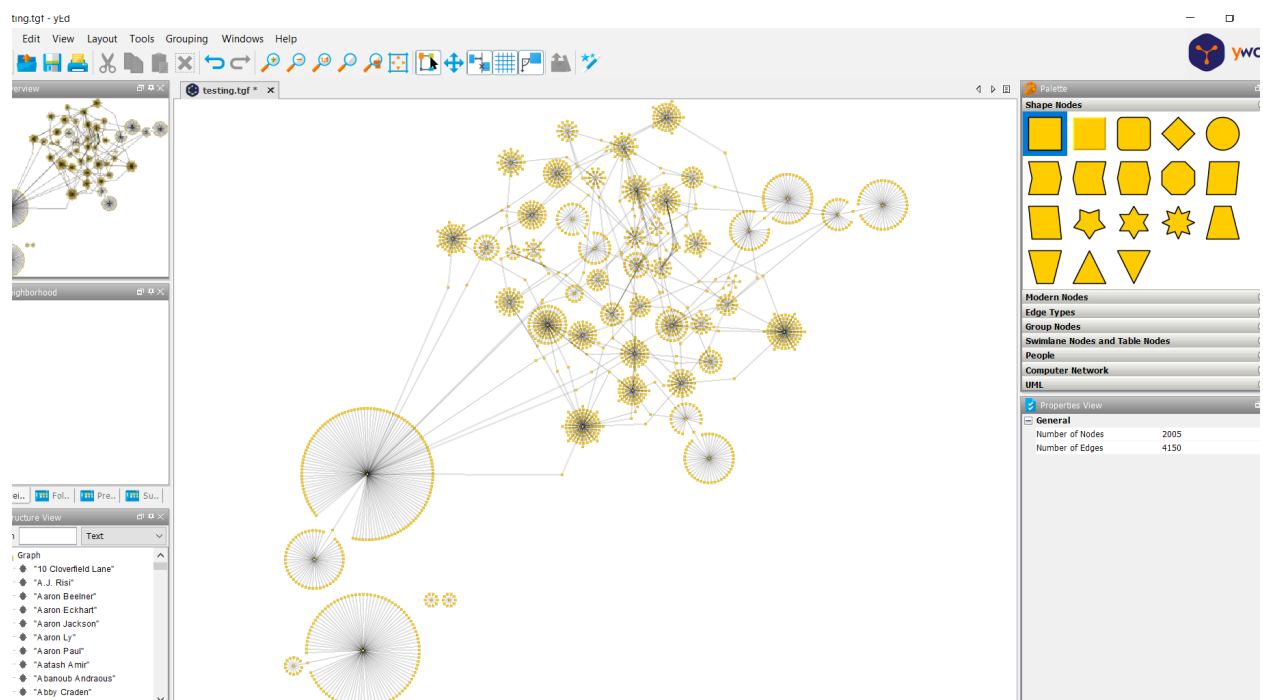 ting.tgf - yEd
Edit View Layout Tools Grouping Windows Help
testing.tgf *
Palette
Shape Nodes
Modern Nodes
Edge Types
Group Nodes
Swimlane Nodes and Table Nodes
People
Computer Network
UML
Properties View
General
Number of Nodes 2005
Number of Edges 4150
erview
ighborhood
ei.. Fol.. Pre.. Su..
ructure View
Text
Graph
"10 Cloverfield Lane"
"A.J. Risi"
"Aaron Beelner"
"Aaron Eckhart"
"Aaron Jackson"
"Aaron Ly"
"Aaron Paul"
"Aatash Amir"
"Abanoub Andraous"
"Abby Craden"